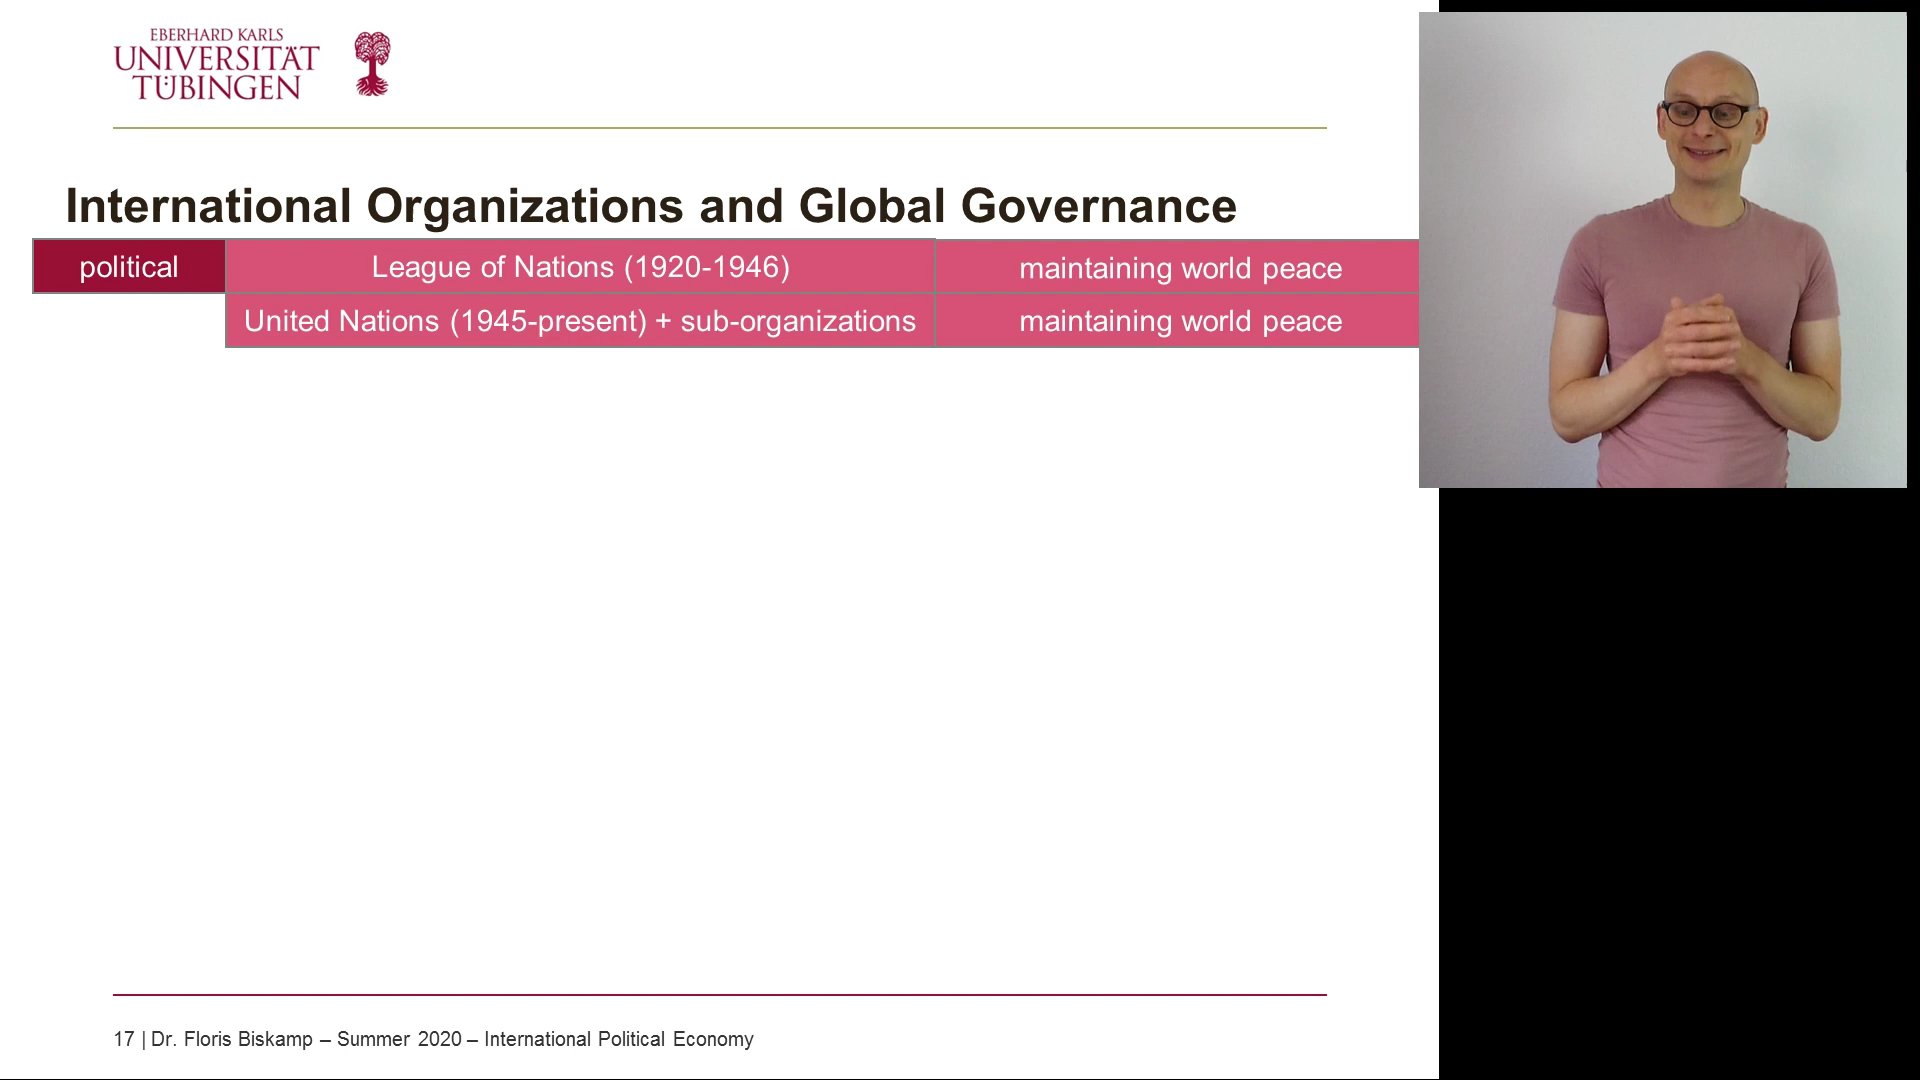 EBERHARD KARLS
UNIVERSITÄT
TÜBINGEN
International Organizations and Global Governance
political
League of Nations (1920-1946)
maintaining world peace
United Nations (1945-present) + sub-organizations
maintaining world peace
17 | Dr. Floris Biskamp – Summer 2020 – International Political Economy